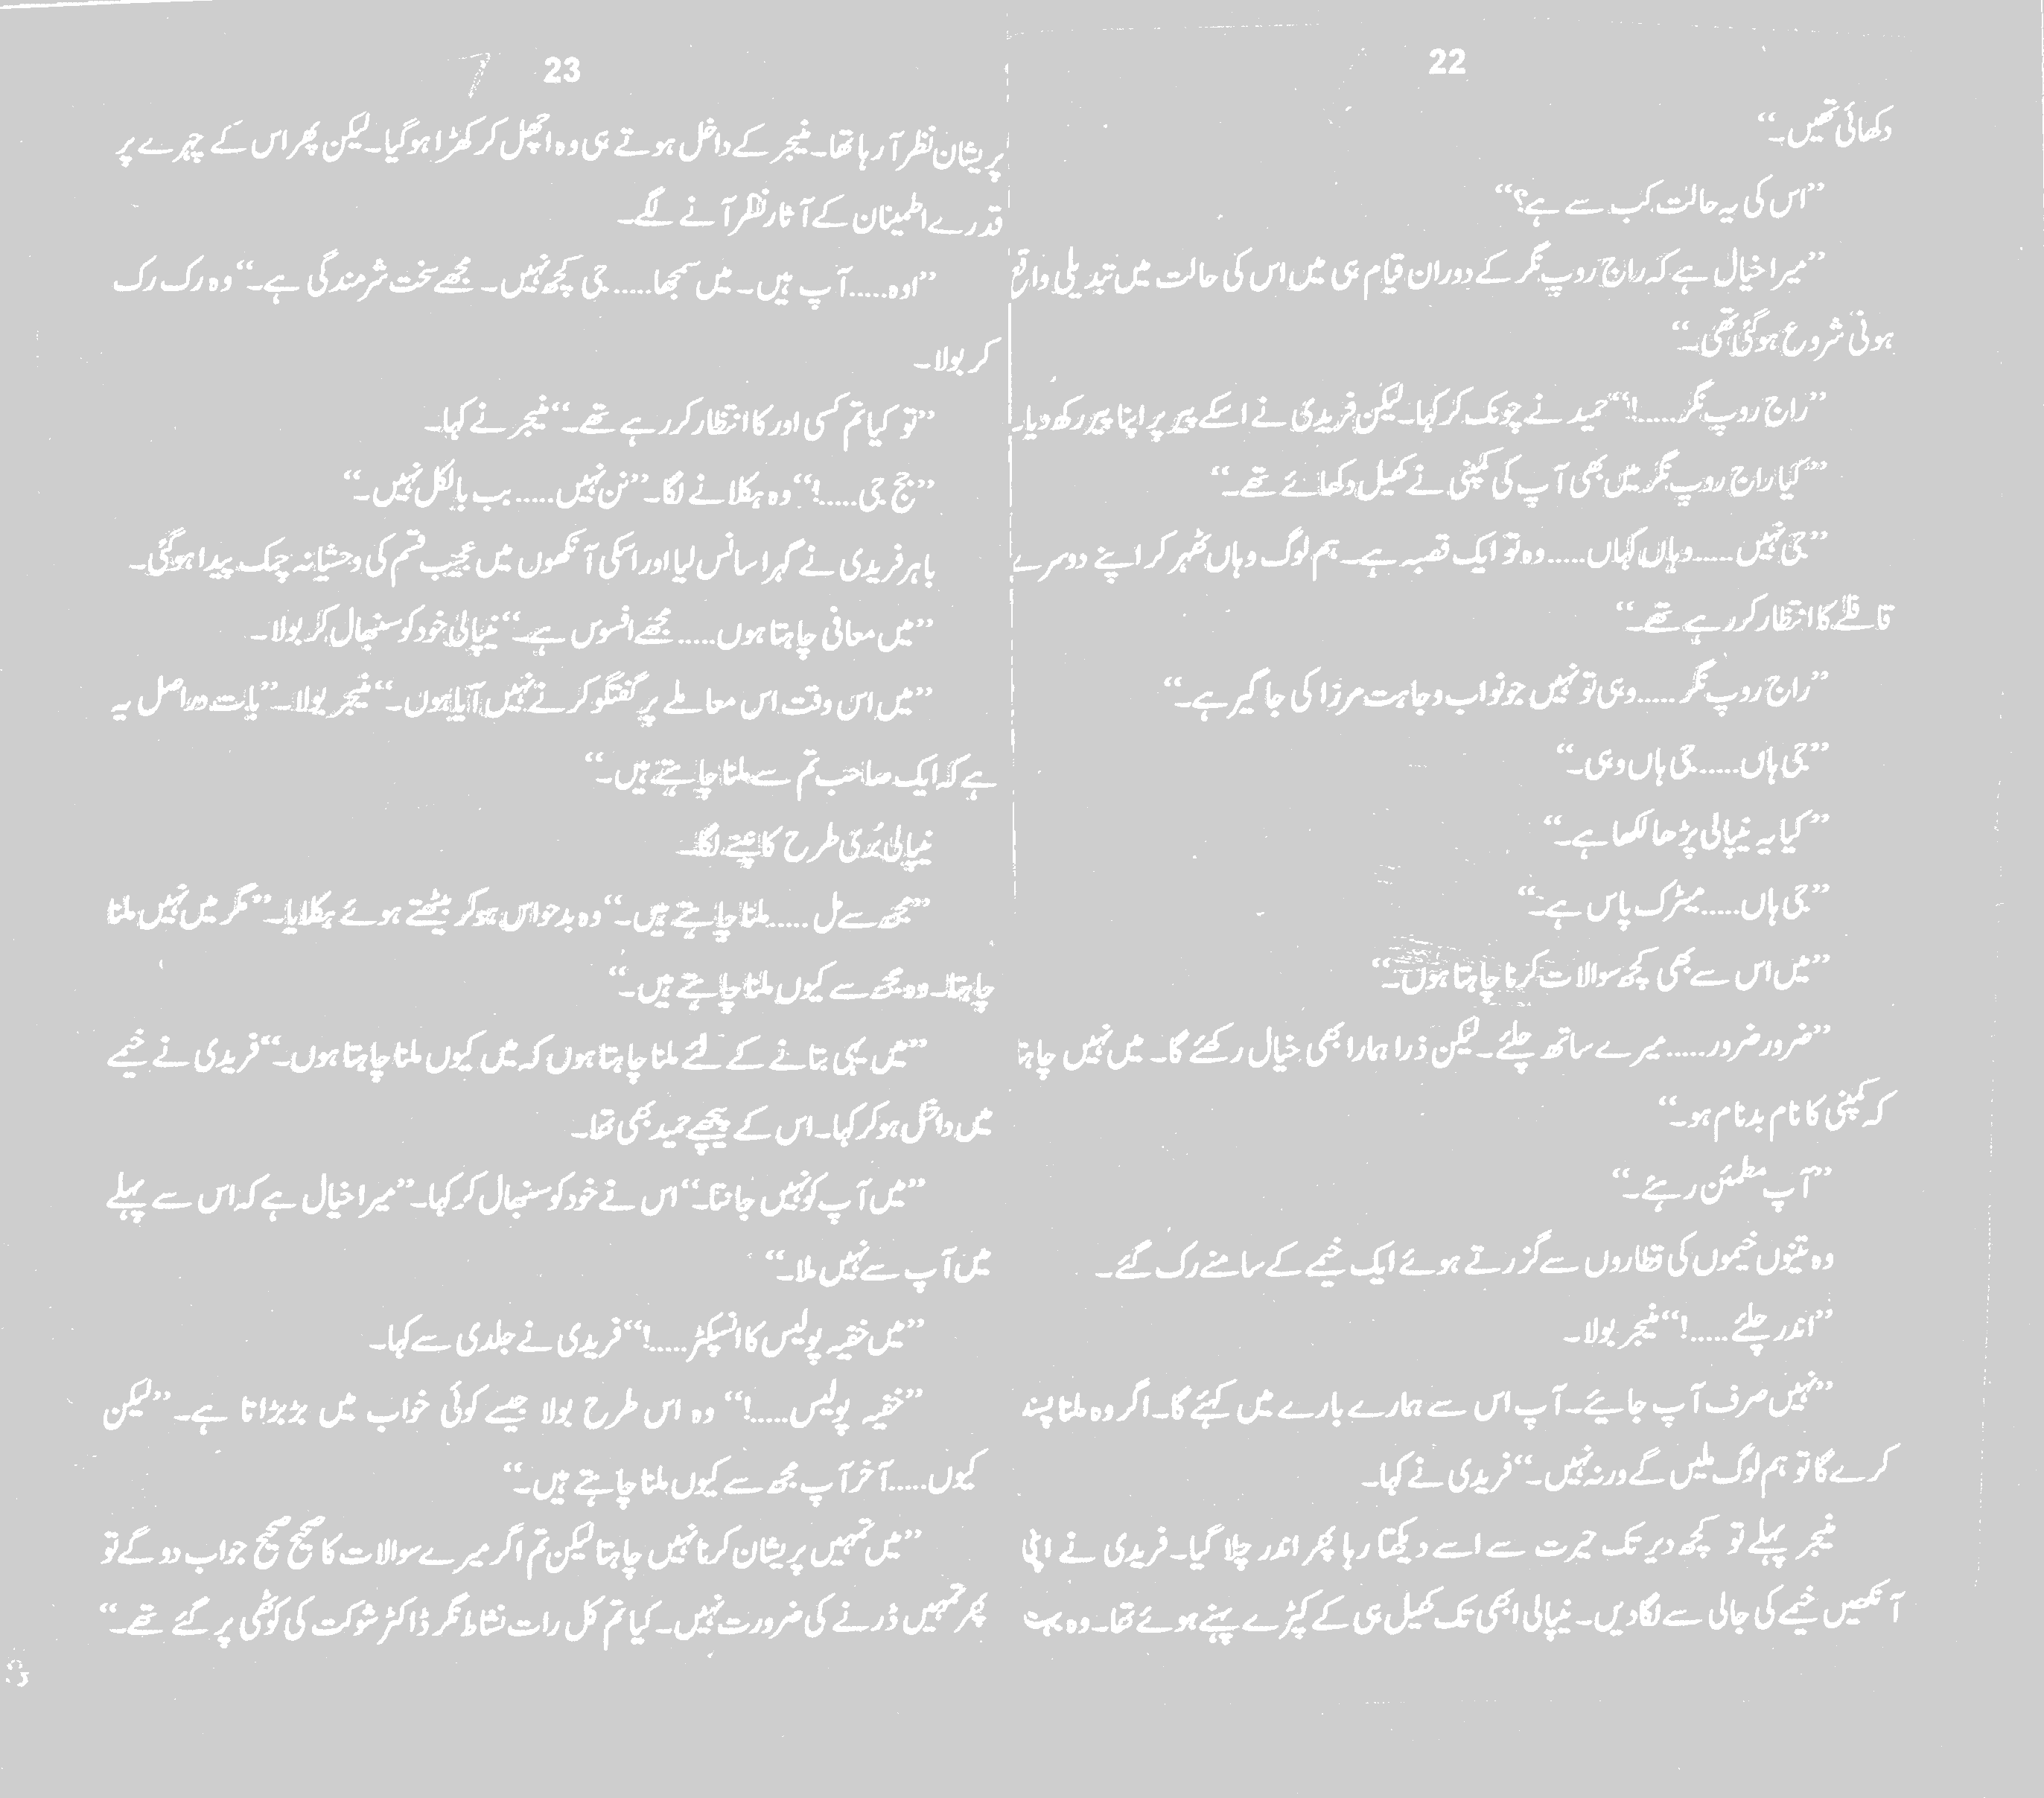 22
دکھائی تھیں۔“
”اس کی یہ حالت کب سے ہے؟“
”میرا خیال ہے کہ راج روپ نگر کے دوران قیام ہی میں اس کی حالت میں تبدیلی واقع
ہونی شروع ہوگئی تھی۔“
”راج روپ نگر......!“ حمید نے چونک کر کہا۔ لیکن فریدی نے اسکے پیر پر اپنا پیر رکھ دیا۔
”کیا راج روپ نگر میں بھی آپ کی کمپنی نے کھیل دکھائے تھے۔“
”جی نہیں...... وہاں کہاں...... وہ تو ایک قصبہ ہے۔ ہم لوگ وہاں ٹھہر کر اپنے دوسرے
قافلے کا انتظار کر رہے تھے۔“
”راج روپ نگر...... وہی تو نہیں جو نواب وجاہت مرزا کی جاگیر ہے۔“
”جی ہاں...... جی ہاں وہی۔“
”کیا یہ نیپالی پڑھا لکھا ہے۔“
”جی ہاں...... میٹرک پاس ہے۔“
”میں اس سے بھی کچھ سوالات کرنا چاہتا ہوں۔“
”ضرور ضرور...... میرے ساتھ چلئے۔ لیکن ذرا ہمارا بھی خیال رکھئے گا۔ میں نہیں چاہتا
کہ کمپنی کا نام بدنام ہو۔“
”آپ مطمئن رہئے۔“
وہ تینوں خیموں کی قطاروں سے گزرتے ہوئے ایک خیمے کے سامنے رک گئے۔
”اندر چلئے......!“ منیجر بولا۔
”نہیں صرف آپ جایئے۔ آپ اس سے ہمارے بارے میں کہئے گا۔ اگر وہ ملنا پسند
کرے گا تو ہم لوگ ملیں گے ورنہ نہیں۔“ فریدی نے کہا۔
منیجر پہلے تو کچھ دیر تک حیرت سے اسے دیکھتا رہا پھر اندر چلا گیا۔ فریدی نے اپنی
آنکھیں خیمے کی جالی سے لگا دیں۔ نیپالی ابھی تک کھیل ہی کے کپڑے پہنے ہوئے تھا۔ وہ بہت
23
پریشان نظر آرہا تھا۔ منیجر کے داخل ہوتے ہی وہ اچھل کر کھڑا ہوگیا۔ لیکن پھر اس کے چہرے پر
قدرے اطمینان کے آثار نظر آنے لگے۔
”اوہ...... آپ ہیں۔ میں سمجھا...... جی کچھ نہیں۔ مجھے سخت شرمندگی ہے۔“ وہ رک رک
کر بولا۔
”تو کیا تم کسی اور کا انتظار کر رہے تھے۔“ منیجر نے کہا۔
”جج جی......!“ وہ ہکلانے لگا۔ ”نن نہیں...... بب بالکل نہیں۔“
باہر فریدی نے گہرا سانس لیا اور اسکی آنکھوں میں عجیب قسم کی وحشیانہ چمک پیدا ہوگئی۔
”میں معافی چاہتا ہوں...... مجھے افسوس ہے۔“ نیپالی خود کو سنبھال کر بولا۔
”میں اس وقت اس معاملے پر گفتگو کرنے نہیں آیا ہوں۔“ منیجر بولا۔ ”بات دراصل یہ
ہے کہ ایک صاحب تم سے ملنا چاہتے ہیں۔“
نیپالی بُری طرح کانپنے لگا۔
”مجھ سے مل...... ملنا چاہتے ہیں۔“ وہ بدحواس ہوکر بیٹھتے ہوئے ہکلایا۔ ”مگر میں نہیں ملنا
چاہتا۔ وہ مجھ سے کیوں ملنا چاہتے ہیں۔“
”میں یہی بتانے کے لئے ملنا چاہتا ہوں کہ میں کیوں ملنا چاہتا ہوں۔“ فریدی نے خیمے
میں داخل ہوکر کہا۔ اس کے پیچھے حمید بھی تھا۔
”میں آپ کو نہیں جانتا۔“ اس نے خود کو سنبھال کر کہا۔ ”میرا خیال ہے کہ اس سے پہلے
میں آپ سے نہیں ملا۔“
”میں خفیہ پولیس کا انسپکٹر......!“ فریدی نے جلدی سے کہا۔
”خفیہ پولیس......!“ وہ اس طرح بولا جیسے کوئی خواب میں بڑبڑاتا ہے۔ ”لیکن
کیوں...... آخر آپ مجھ سے کیوں ملنا چاہتے ہیں۔“
”میں تمہیں پریشان کرنا نہیں چاہتا لیکن تم اگر میرے سوالات کا صحیح صحیح جواب دو گے تو
پھر تمہیں ڈرنے کی ضرورت نہیں۔ کیا تم کل رات نشاط نگر ڈاکٹر شوکت کی کوٹھی پر گئے تھے۔“